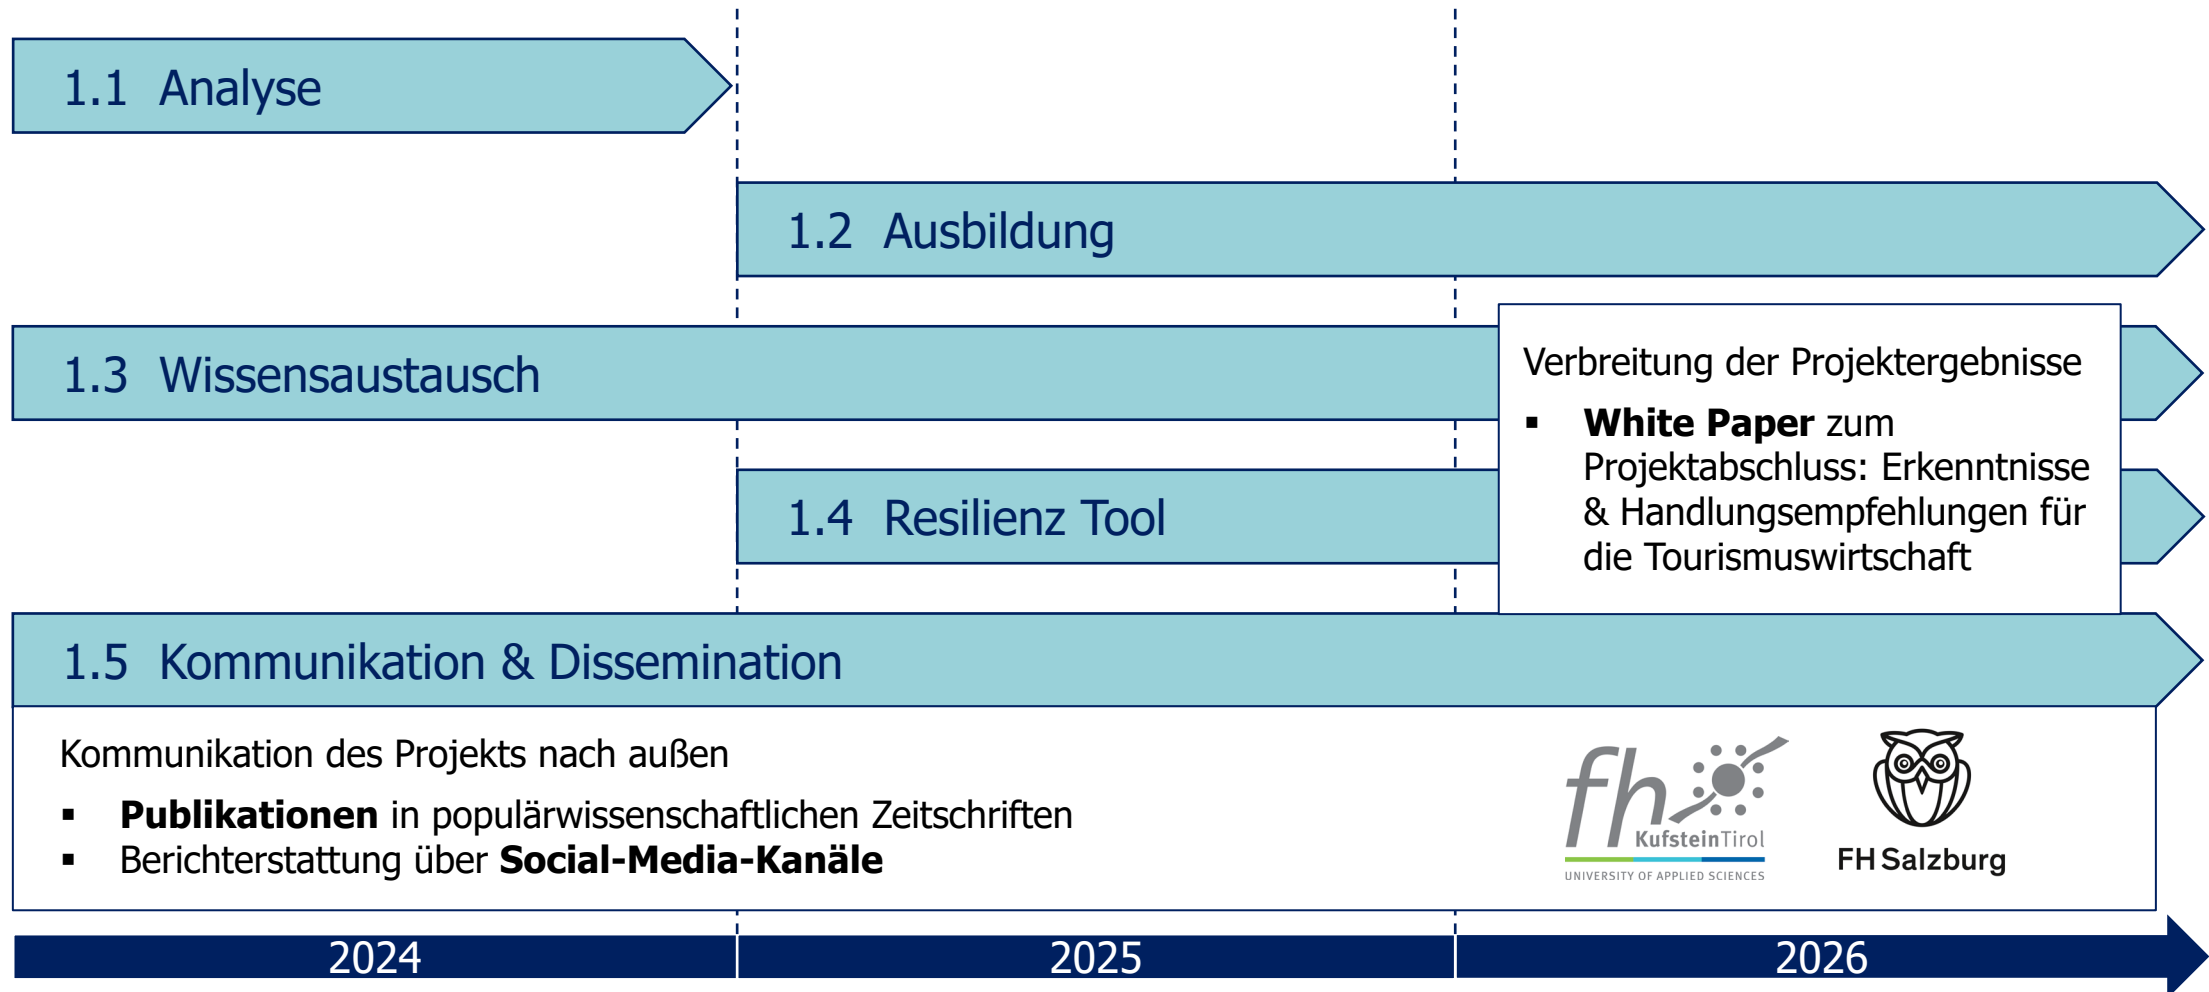 1.1 Analyse
1.2 Ausbildung
1.3 Wissensaustausch
Verbreitung der Projektergebnisse
▪ White Paper zum
Projektabschluss: Erkenntnisse
& Handlungsempfehlungen für
die Tourismuswirtschaft
1.4 Resilienz Tool
1.5 Kommunikation & Dissemination
Kommunikation des Projekts nach außen
▪ Publikationen in populärwissenschaftlichen Zeitschriften
▪ Berichterstattung über Social-Media-Kanäle
fh
KufsteinTirol
UNIVERSITY OF APPLIED SCIENCES
FH Salzburg
2024 2025 2026